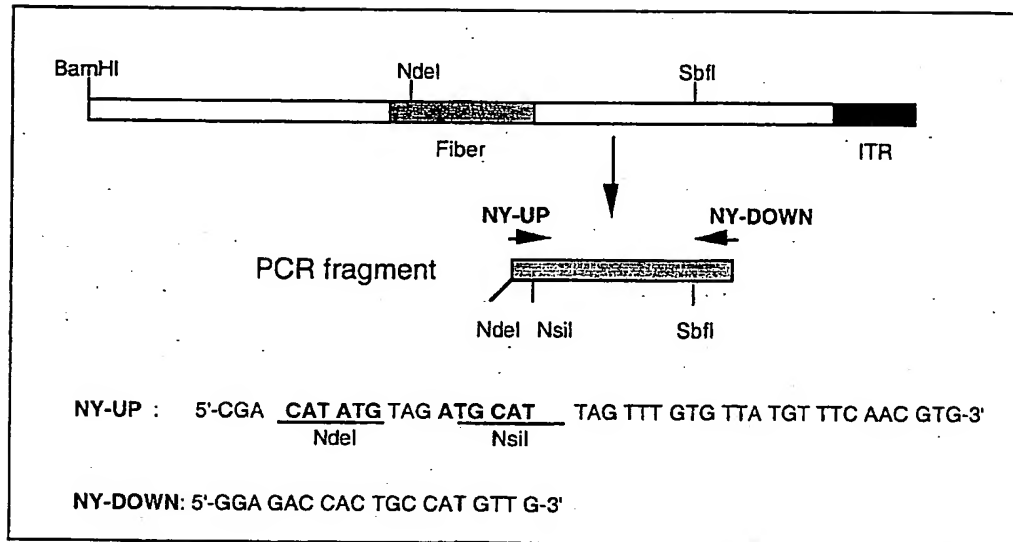 BamHI NdeI SbfI
Fiber ITR
NY-UP NY-DOWN
PCR fragment
NdeI NsiI SbfI
NY-UP : 5'-CGA CAT ATG TAG ATG CAT TAG TTT GTG TTA TGT TTC AAC GTG-3'
NdeI NsiI
NY-DOWN: 5'-GGA GAC CAC TGC CAT GTT G-3'